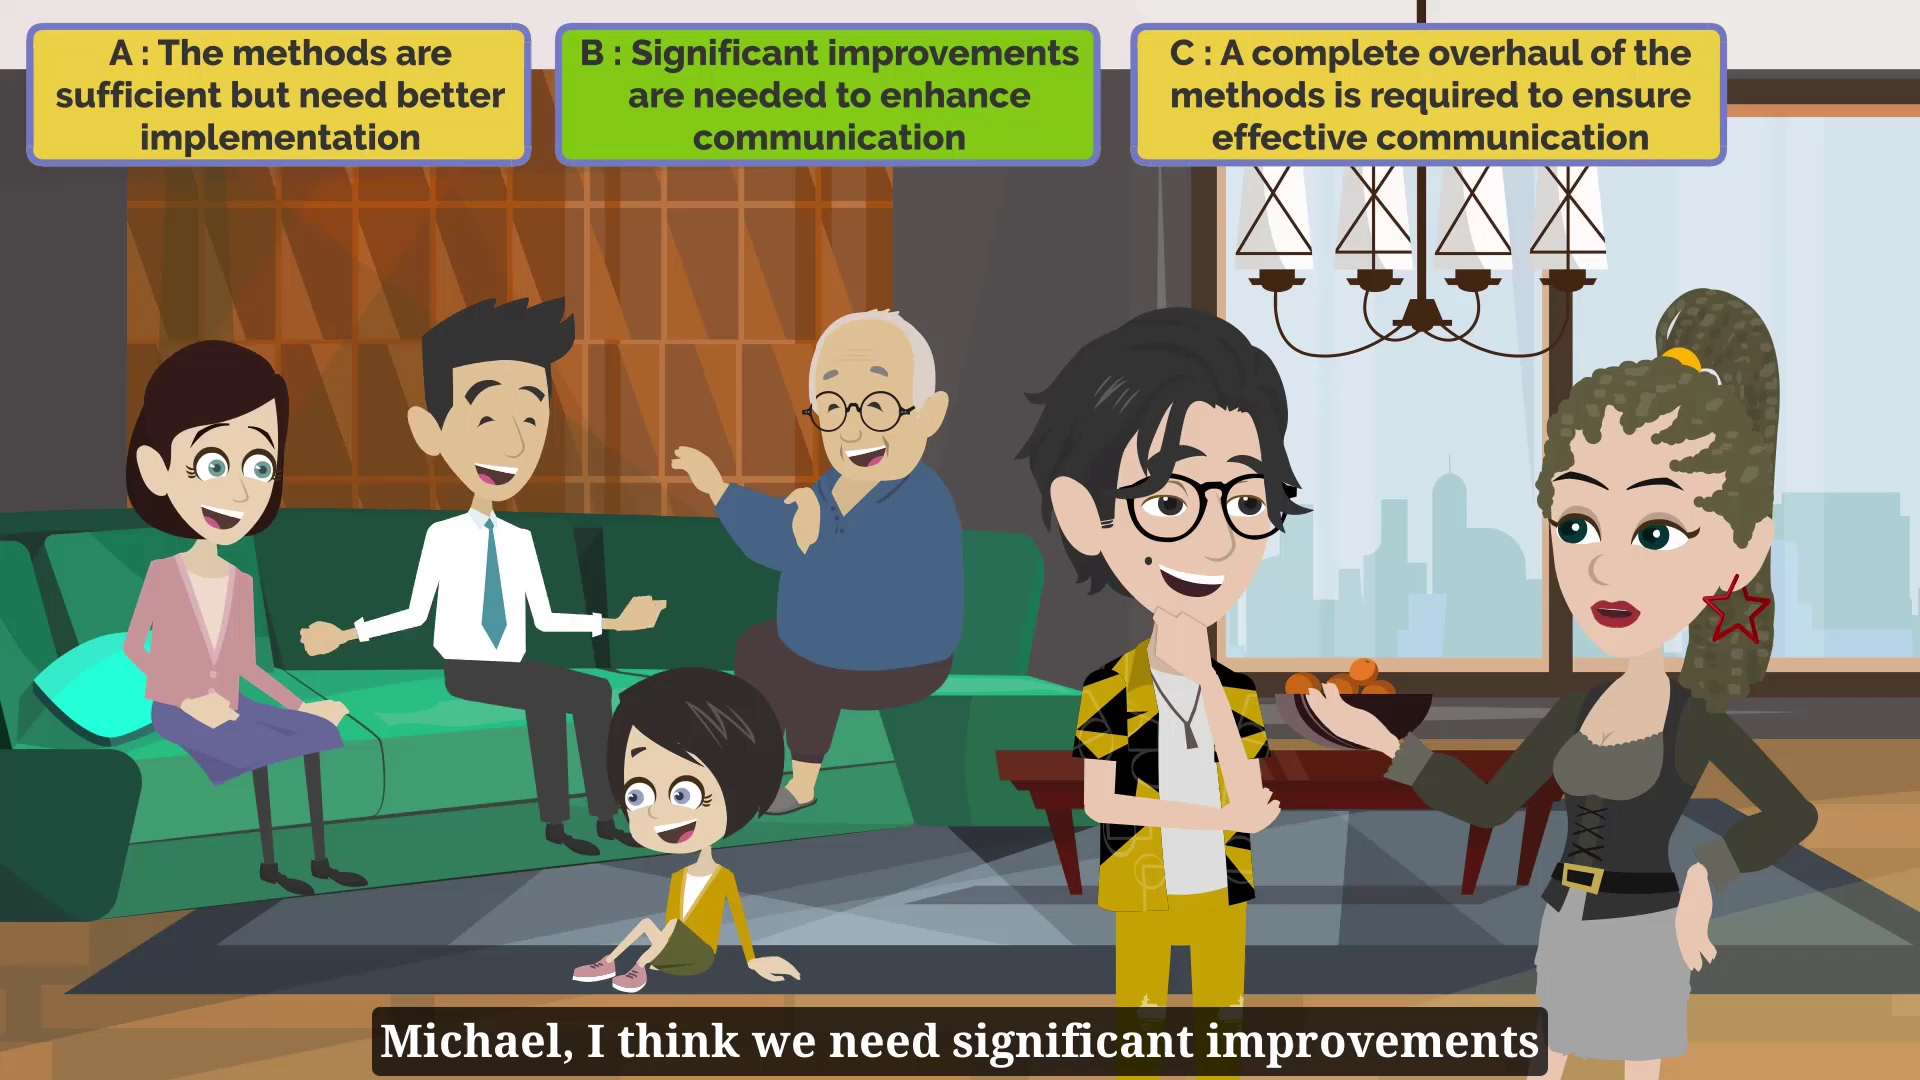 A : The methods are
sufficient but need better
implementation
B : Significant improvements
are needed to enhance
communication
C : A complete overhaul of the
methods is required to ensure
effective communication
Michael, I think we need significant improvements